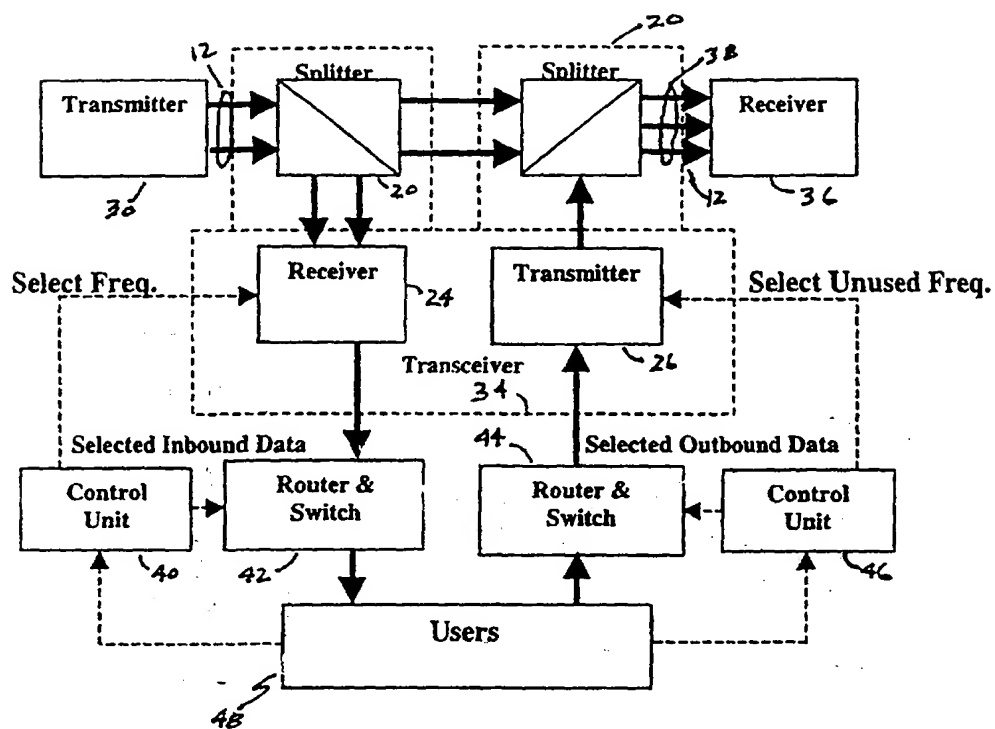 20
12
38
Splitter
Splitter
Transmitter
Receiver
30
20
12
36
Receiver
Transmitter
Select Freq.
24
Select Unused Freq.
26
Transceiver
34
Selected Inbound Data
44
Selected Outbound Data
Control
Unit
Router &
Switch
Router &
Switch
Control
Unit
40
42
46
Users
48